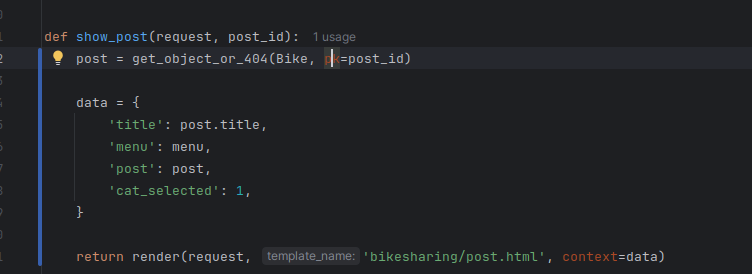 def show_post(request, post_id): 1 usage
post = get_object_or_404(Bike, pk=post_id)
data = {
'title': post.title,
'menu': menu,
'post': post,
'cat_selected': 1,
}
return render(request, template_name: 'bikesharing/post.html', context=data)